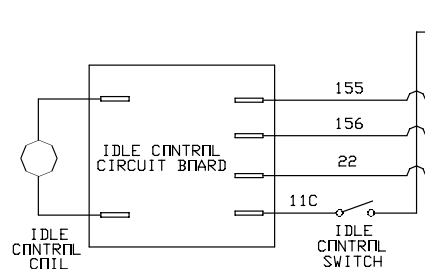 155
156
IDLE CONTROL
CIRCUIT BOARD
22
11C
IDLE
CONTROL
COIL
IDLE
CONTROL
SWITCH